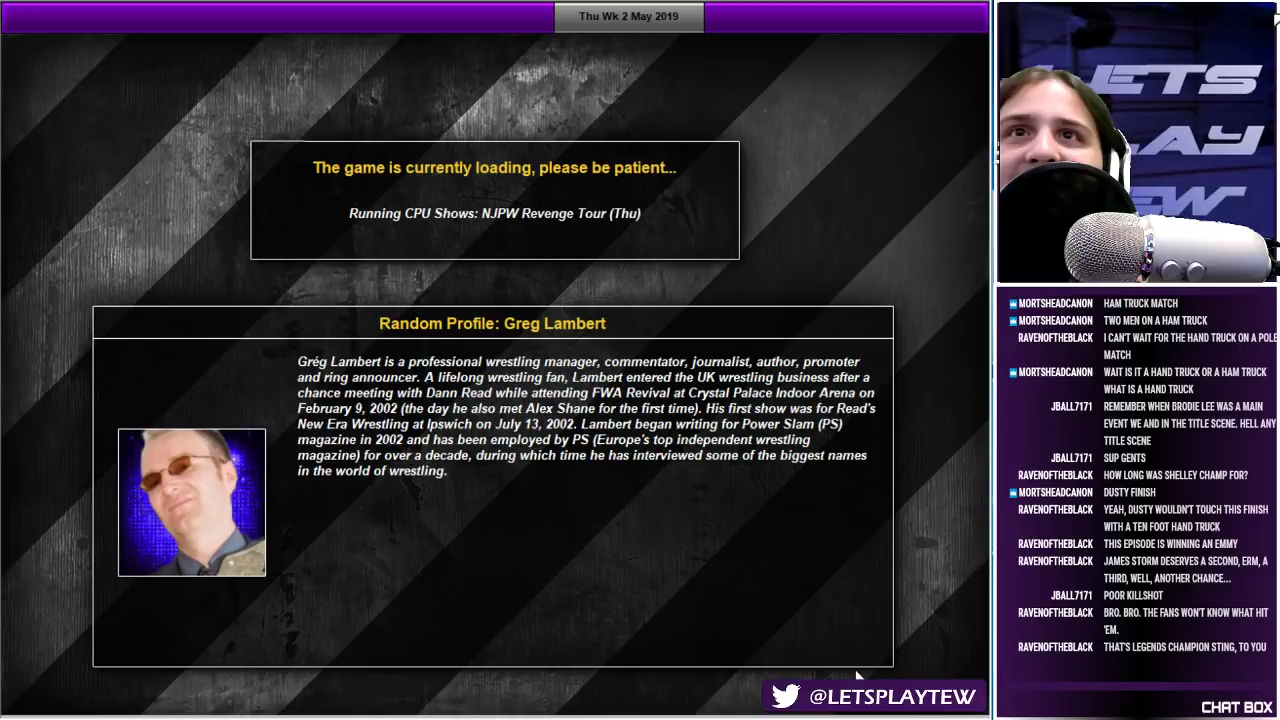 Thu Wk 2 May 2019
The game is currently loading, please be patient...
Running CPU Shows: NJPW Revenge Tour (Thu)
Random Profile: Greg Lambert
Greg Lambert is a professional wrestling manager, commentator, journalist, author, promoter
and ring announcer. A lifelong wrestling fan, Lambert entered the UK wrestling business after a
chance meeting with Dann Read while attending FWA Revival at Crystal Palace Indoor Arena on
February 9, 2002 (the day he also met Alex Shane for the first time). His first show was for Read's
New Era Wrestling at Ipswich on July 13, 2002. Lambert began writing for Power Slam (PS)
magazine in 2002 and has been employed by PS (Europe's top independent wrestling
magazine) for over a decade, during which time he has interviewed some of the biggest names
in the world of wrestling.
@LETSPLAYTEW
LETS
LAY
EW
MORTSHEADCANON HAM TRUCK MATCH
MORTSHEADCANON TWO MEN ON A HAM TRUCK
RAVENOFTHEBLACK I CAN'T WAIT FOR THE HAND TRUCK ON A POLE
MATCH
MORTSHEADCANON WAIT IS IT A HAND TRUCK OR A HAM TRUCK
WHAT IS A HAND TRUCK
JBALL7171 REMEMBER WHEN BRODIE LEE WAS A MAIN
EVENT WE AND IN THE TITLE SCENE. HELL ANY
TITLE SCENE
JBALL7171 SUP GENTS
RAVENOFTHEBLACK HOW LONG WAS SHELLEY CHAMP FOR?
MORTSHEADCANON DUSTY FINISH
RAVENOFTHEBLACK YEAH, DUSTY WOULDN'T TOUCH THIS FINISH
WITH A TEN FOOT HAND TRUCK
RAVENOFTHEBLACK THIS EPISODE IS WINNING AN EMMY
RAVENOFTHEBLACK JAMES STORM DESERVES A SECOND, ERM, A
THIRD, WELL, ANOTHER CHANCE...
JBALL7171 POOR KILLSHOT
RAVENOFTHEBLACK BRO. BRO. THE FANS WON'T KNOW WHAT HIT
'EM.
RAVENOFTHEBLACK THAT'S LEGENDS CHAMPION STING, TO YOU
CHAT BOX